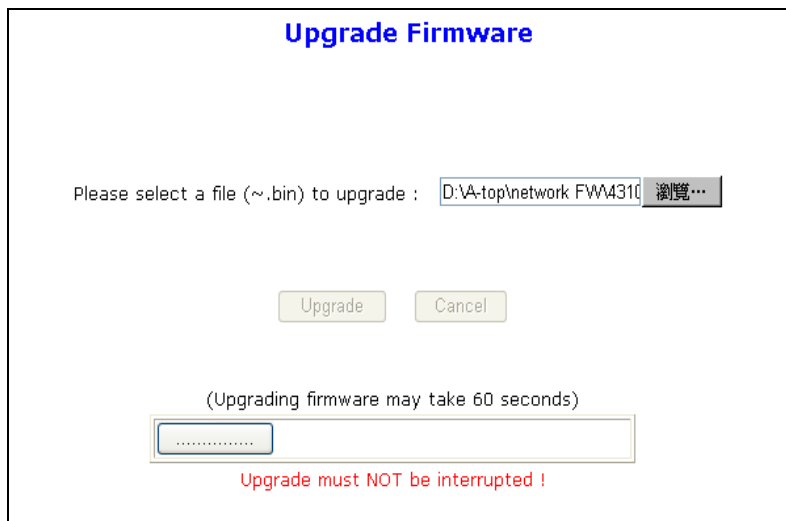 Upgrade Firmware
Please select a file (~.bin) to upgrade : D:\A-top\network FW\4310 瀏覽…
Upgrade Cancel
(Upgrading firmware may take 60 seconds)
...............
Upgrade must NOT be interrupted !